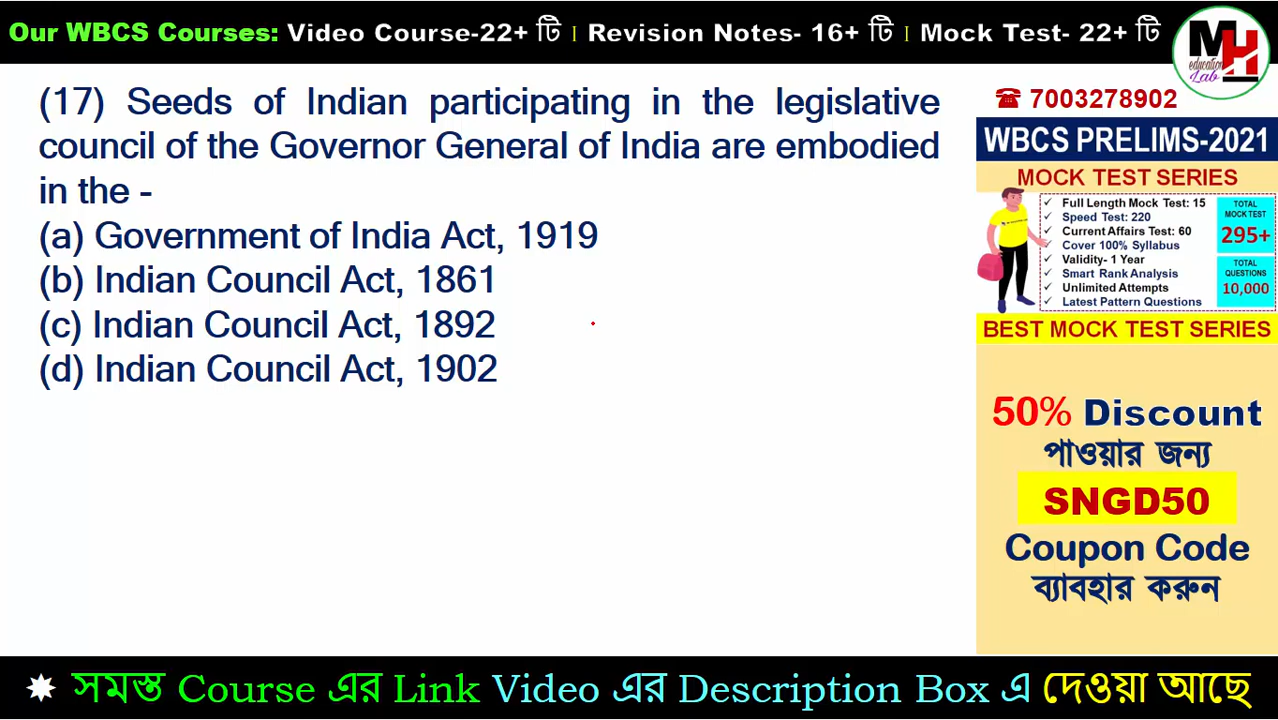 Our WBCS Courses: Video Course-22+ টি I Revision Notes- 16+ টি I Mock Test- 22+ টি
MH
education
Lab
(17) Seeds of Indian participating in the legislative
council of the Governor General of India are embodied
in the -
(a) Government of India Act, 1919
(b) Indian Council Act, 1861
(c) Indian Council Act, 1892
(d) Indian Council Act, 1902
☎ 7003278902
WBCS PRELIMS-2021
MOCK TEST SERIES
✓ Full Length Mock Test: 15
✓ Speed Test: 220
✓ Current Affairs Test: 60
✓ Cover 100% Syllabus
✓ Validity- 1 Year
✓ Smart Rank Analysis
✓ Unlimited Attempts
✓ Latest Pattern Questions
TOTAL
MOCK TEST
295+
TOTAL
QUESTIONS
10,000
BEST MOCK TEST SERIES
50% Discount
পাওয়ার জন্য
SNGD50
Coupon Code
ব্যাবহার করুন
✸ সমস্ত Course এর Link Video এর Description Box এ দেওয়া আছে